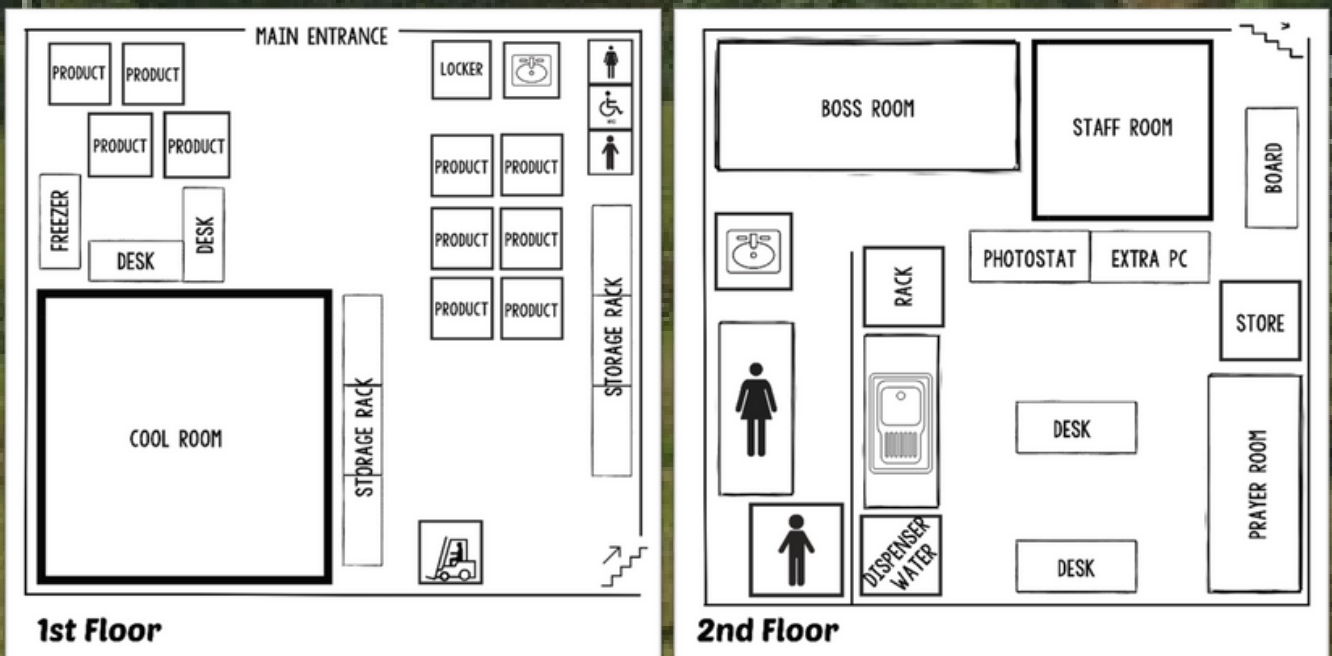 MAIN ENTRANCE
PRODUCT
PRODUCT
PRODUCT
PRODUCT
FREEZER
DESK
DESK
COOL ROOM
STORAGE RACK
LOCKER
PRODUCT
PRODUCT
PRODUCT
PRODUCT
PRODUCT
PRODUCT
STORAGE RACK
1st Floor
BOSS ROOM
STAFF ROOM
BOARD
PHOTOSTAT
EXTRA PC
RACK
STORE
DESK
PRAYER ROOM
DISPENSER
WATER
DESK
2nd Floor